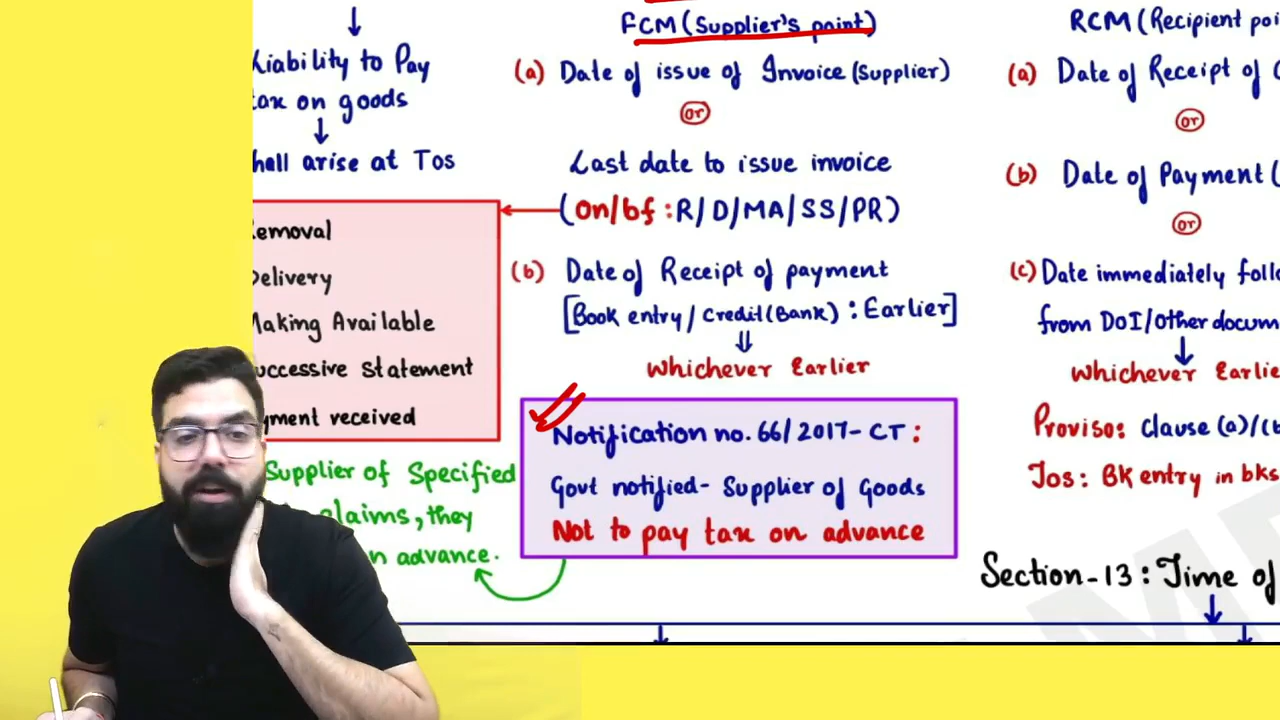 FCM (Supplier's point)
RCM (Recipient
Liability to Pay
tax on goods
Shall arise at Tos
(a) Date of issue of Invoice (Supplier)
or
Last date to issue invoice
(On/bf : R/D/MA/SS/PR)
Removal
Delivery
Making Available
Successive Statement
Payment received
(b) Date of Receipt of payment
[Book entry / Credit (Bank) : Earlier]
Whichever Earlier
Notification no. 66/2017-CT :
Govt notified- Supplier of Goods
Not to pay tax on advance
Supplier of Specified
claims, they
advance.
(a) Date of Receipt of
or
(b) Date of Payment (
or
(c) Date immediately
from DoI/Other
Whichever
Proviso: Clause (a)/(b
Tos: BK entry in bks
Section-13 : Time of